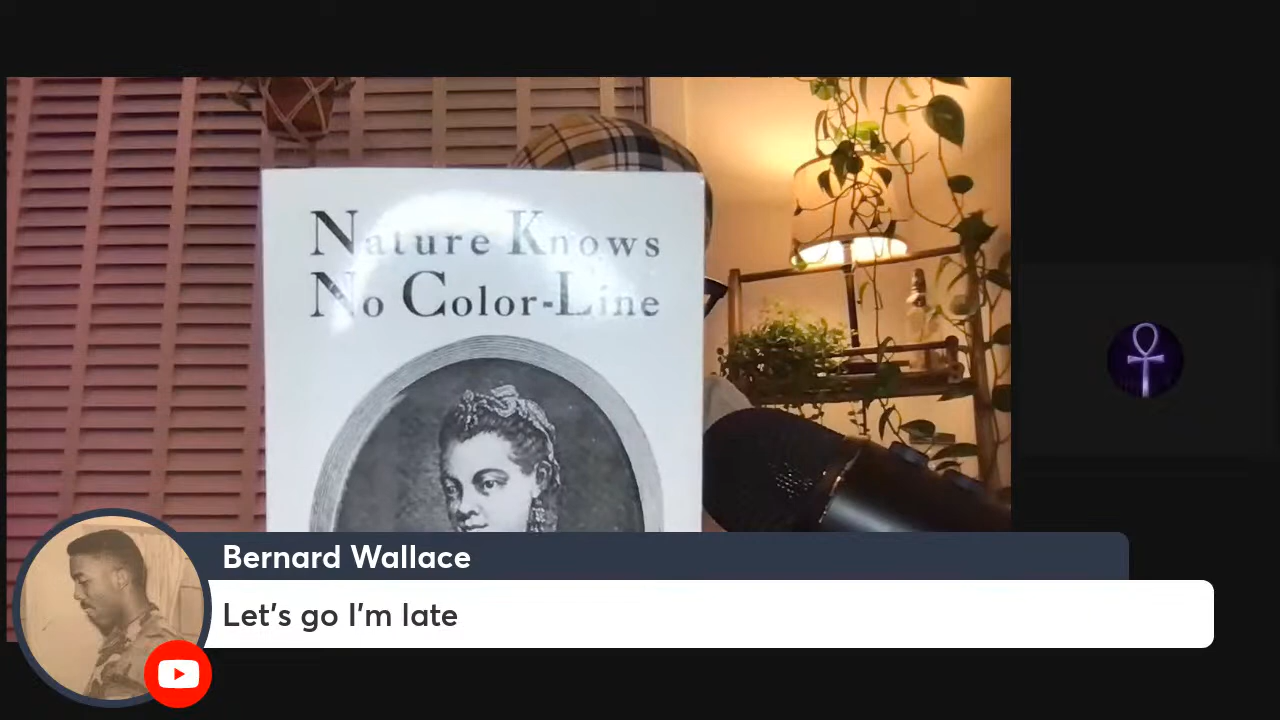 Nature Knows
No Color-Line
Bernard Wallace
Let's go I'm late